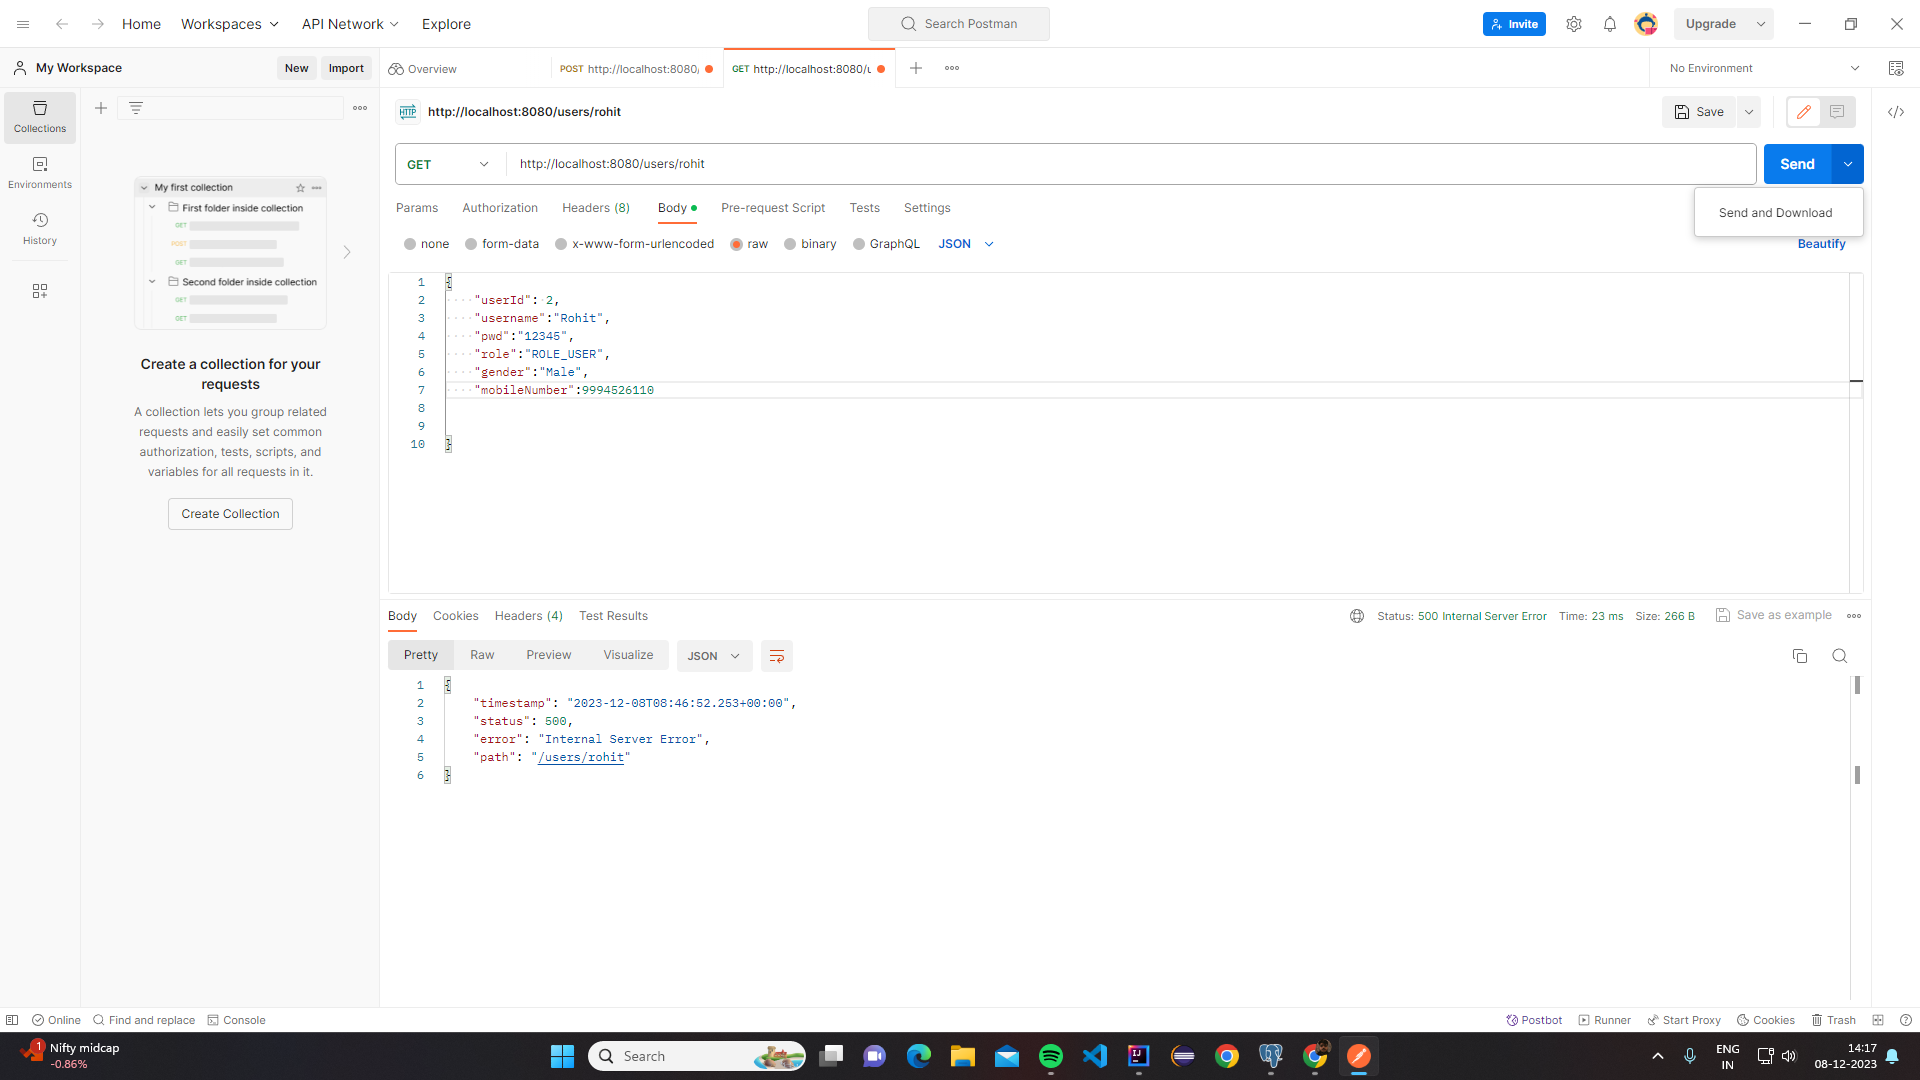 Home
Workspaces
API Network
Explore
Search Postman
Invite
Upgrade
My Workspace
New
Import
Overview
POST http://localhost:8080/
GET http://localhost:8080/u
No Environment
Collections
Environments
History
My first collection
First folder inside collection
GET
POST
GET
Second folder inside collection
GET
GET
Create a collection for your
requests
A collection lets you group related
requests and easily set common
authorization, tests, scripts, and
variables for all requests in it.
Create Collection
HTTP
http://localhost:8080/users/rohit
Save
GET
http://localhost:8080/users/rohit
Send
Send and Download
Params
Authorization
Headers (8)
Body
Pre-request Script
Tests
Settings
none
form-data
x-www-form-urlencoded
raw
binary
GraphQL
JSON
Beautify
1 {
2 "userId": 2,
3 "username":"Rohit",
4 "pwd":"12345",
5 "role":"ROLE_USER",
6 "gender":"Male",
7 "mobileNumber":9994526110
8
9
10 }
Body
Cookies
Headers (4)
Test Results
Status: 500 Internal Server Error
Time: 23 ms
Size: 266 B
Save as example
Pretty
Raw
Preview
Visualize
JSON
1 {
2 "timestamp": "2023-12-08T08:46:52.253+00:00",
3 "status": 500,
4 "error": "Internal Server Error",
5 "path": "/users/rohit"
6 }
Online
Find and replace
Console
Postbot
Runner
Start Proxy
Cookies
Trash
1
Nifty midcap
-0.86%
Search
ENG
IN
14:17
08-12-2023